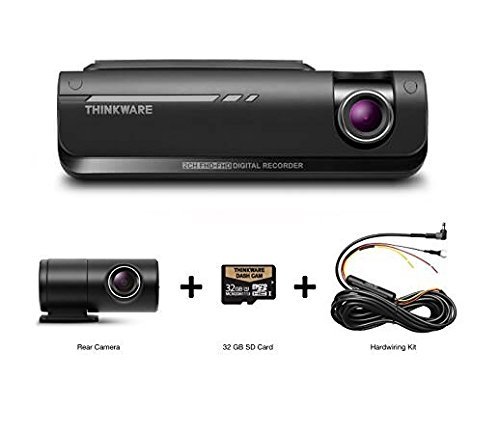 THINKWARE
2CH FHD-FHD DIGITAL RECORDER
THINKWARE
DASH CAM
32GB
Rear Camera
32 GB SD Card
Hardwiring Kit